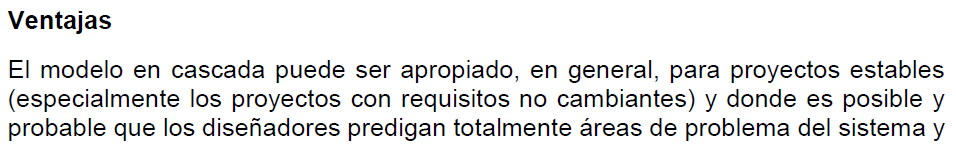 Ventajas
El modelo en cascada puede ser apropiado, en general, para proyectos estables
(especialmente los proyectos con requisitos no cambiantes) y donde es posible y
probable que los diseñadores predigan totalmente áreas de problema del sistema y